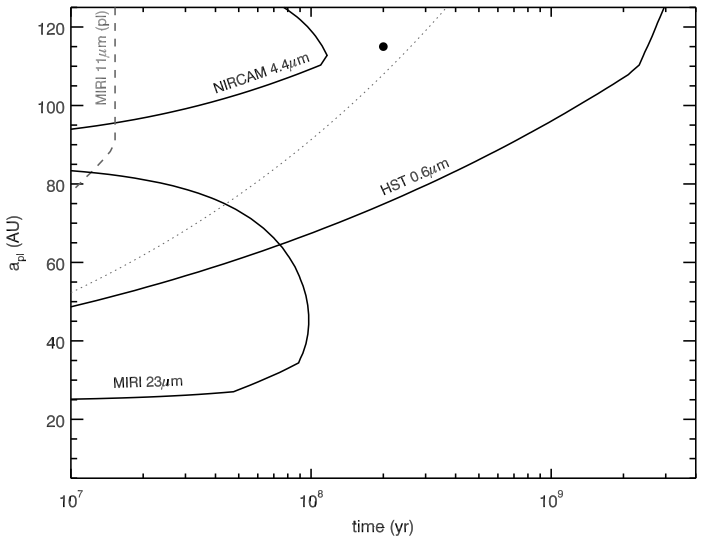 120
100
80
60
40
20
a_pl (AU)
MIRI 11μm (pl)
NIRCAM 4.4μm
HST 0.6μm
MIRI 23μm
10^7
10^8
10^9
time (yr)